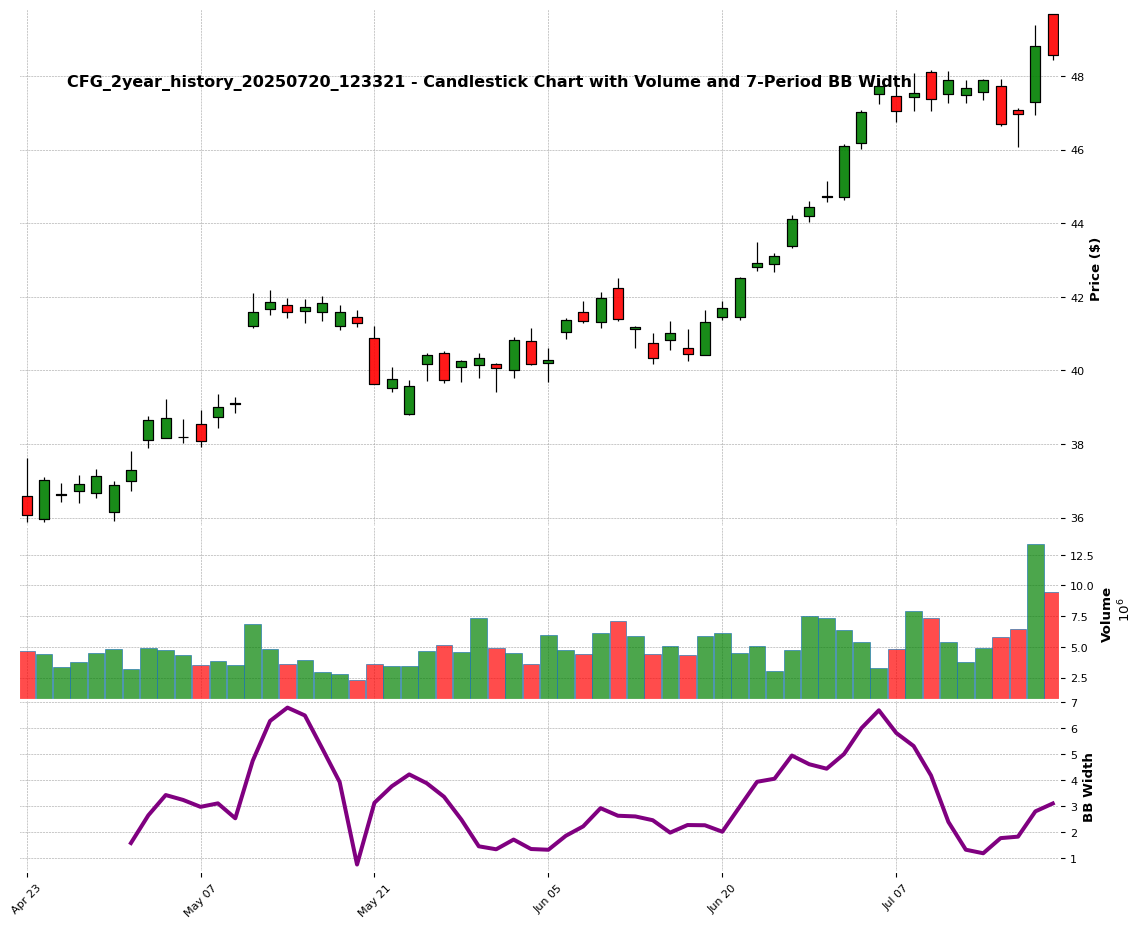 CFG_2year_history_20250720_123321 - Candlestick Chart with Volume and 7-Period BB Width
48
46
44
42
40
38
36
Price ($)
12.5
10.0
7.5
5.0
2.5
Volume
10^6
7
6
5
4
3
2
1
BB Width
Apr 23
May 07
May 21
Jun 05
Jun 20
Jul 07